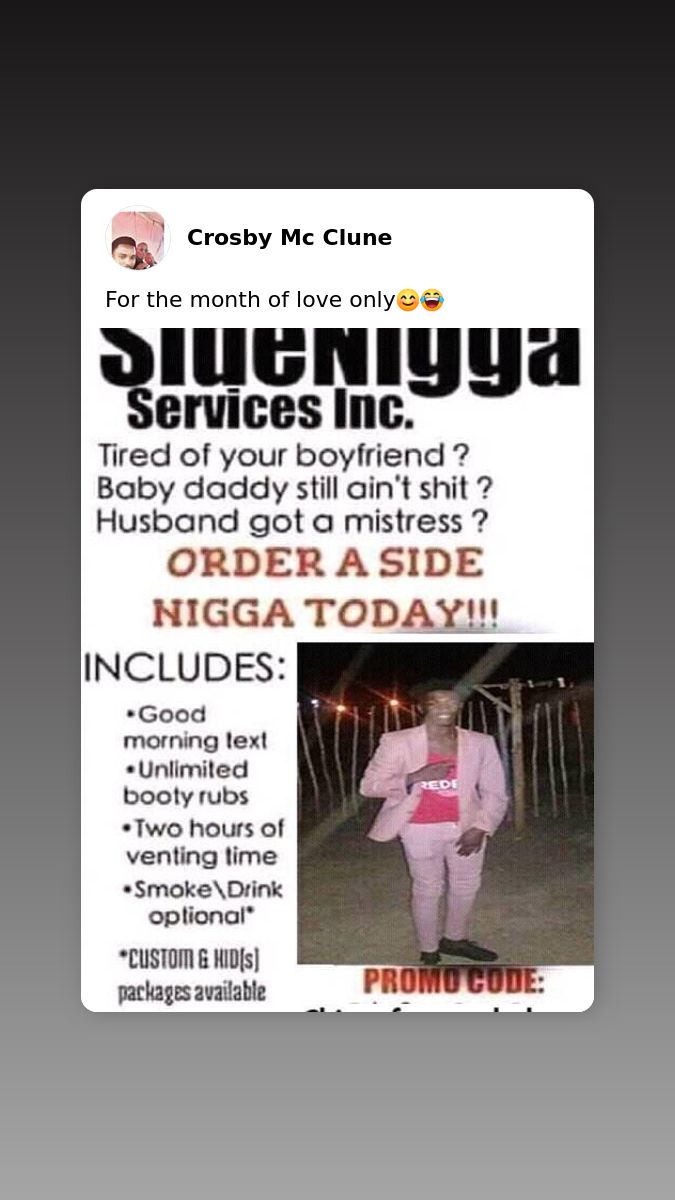 Crosby Mc Clune
For the month of love only😊😂
SideNigga
Services Inc.
Tired of your boyfriend ?
Baby daddy still ain't shit ?
Husband got a mistress ?
ORDER A SIDE
NIGGA TODAY!!!
INCLUDES:
•Good
morning text
•Unlimited
booty rubs
•Two hours of
venting time
•Smoke\Drink
optional*
*CUSTOM & KID(s)
packages available
REDE
PROMO CODE: